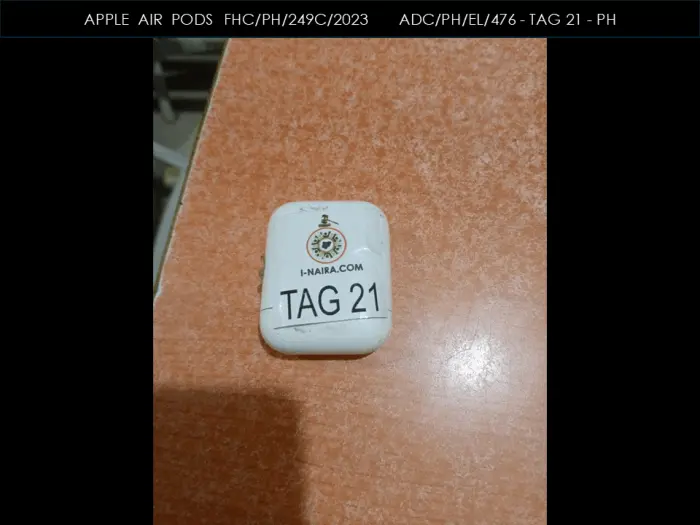 APPLE AIR PODS FHC/PH/249C/2023 ADC/PH/EL/476 - TAG 21 - PH
I-NAIRA.COM
TAG 21